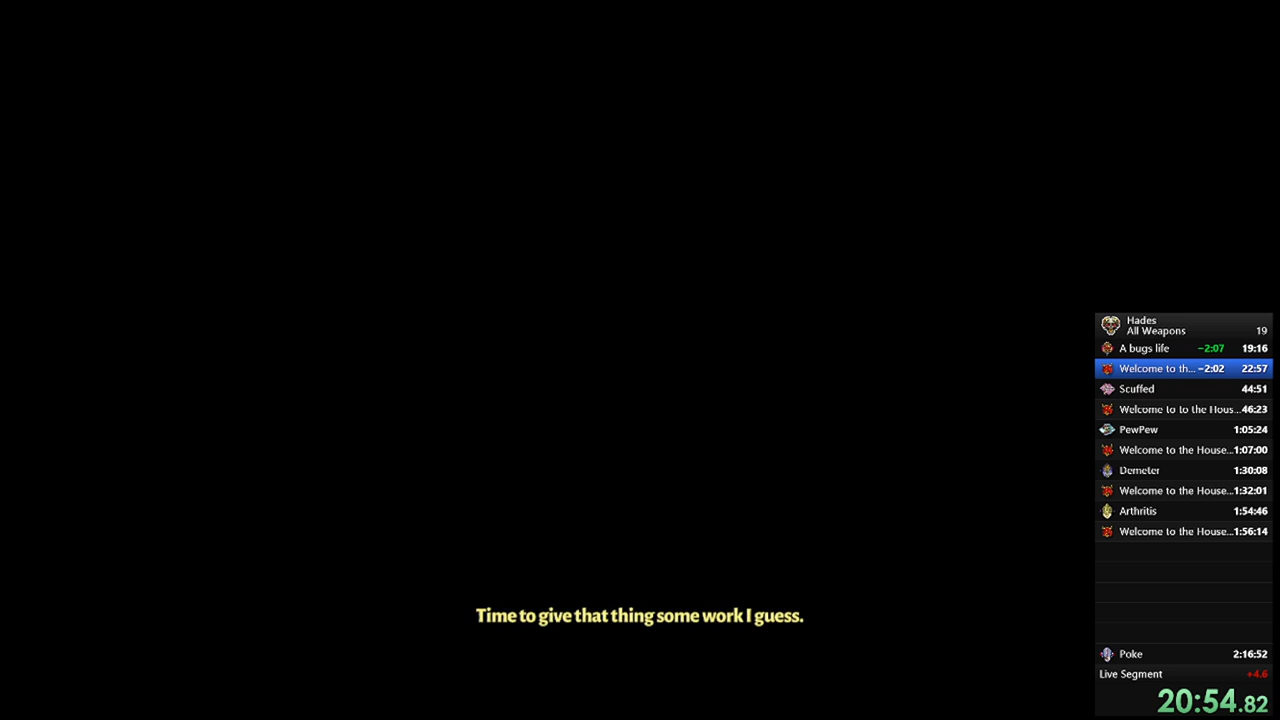 Hades
All Weapons 19
A bugs life −2:07 19:16
Welcome to th... −2:02 22:57
Scuffed 44:51
Welcome to to the Hous... 46:23
PewPew 1:05:24
Welcome to the House... 1:07:00
Demeter 1:30:08
Welcome to the House... 1:32:01
Arthritis 1:54:46
Welcome to the House... 1:56:14
Time to give that thing some work I guess.
Poke 2:16:52
Live Segment +4.6
20:54.82